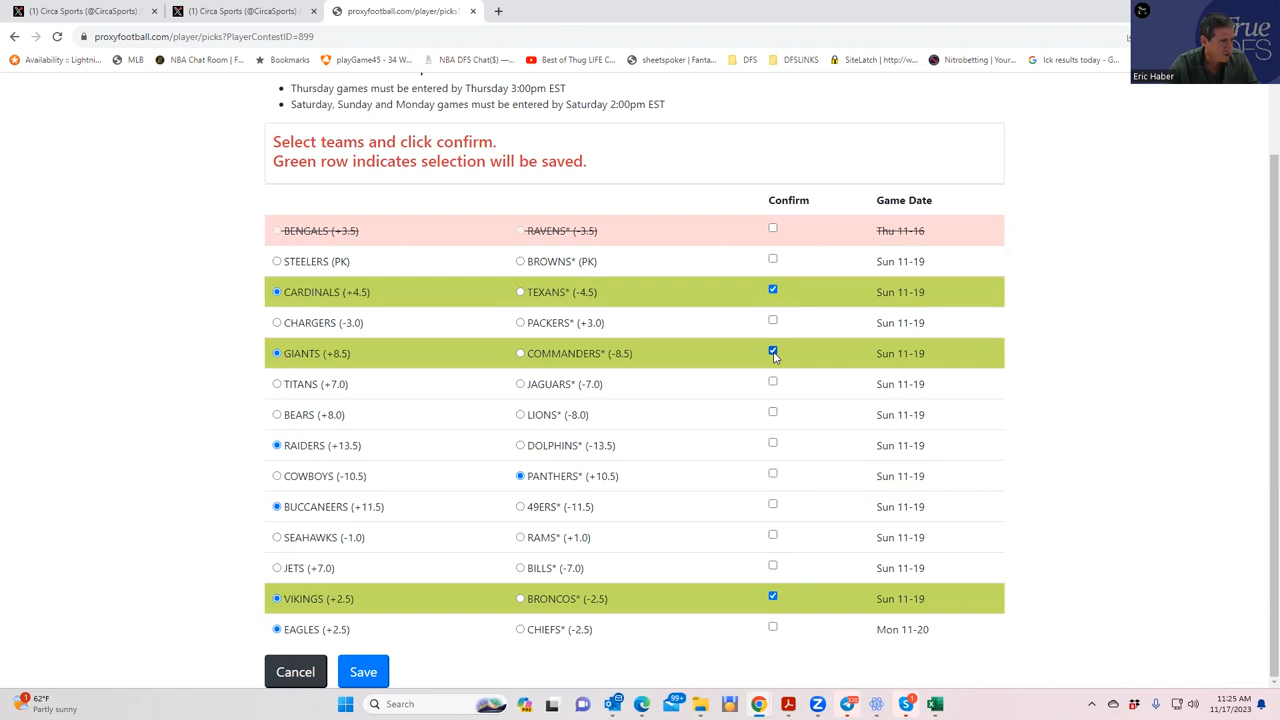 (1) Circa Sports (@CircaSports) / × (1) Circa Sports (@CircaSports) / × proxyfootball.com/player/picks? × +
proxyfootball.com/player/picks?PlayerContestID=899
Availability :: Lightni... MLB NBA Chat Room | F... Bookmarks playGame45 - 34 W... NBA DFS Chat($) —... Best of Thug LIFE C... sheetspoker | Fanta... DFS DFSLINKS SiteLatch | http://w... Nitrobetting | Your... Ick results today - G...
True
DFS
Eric Haber
Thursday games must be entered by Thursday 3:00pm EST
Saturday, Sunday and Monday games must be entered by Saturday 2:00pm EST
Select teams and click confirm.
Green row indicates selection will be saved.
Confirm Game Date
BENGALS (+3.5) RAVENS* (-3.5) Thu 11-16
STEELERS (PK) BROWNS* (PK) Sun 11-19
CARDINALS (+4.5) TEXANS* (-4.5) Sun 11-19
CHARGERS (-3.0) PACKERS* (+3.0) Sun 11-19
GIANTS (+8.5) COMMANDERS* (-8.5) Sun 11-19
TITANS (+7.0) JAGUARS* (-7.0) Sun 11-19
BEARS (+8.0) LIONS* (-8.0) Sun 11-19
RAIDERS (+13.5) DOLPHINS* (-13.5) Sun 11-19
COWBOYS (-10.5) PANTHERS* (+10.5) Sun 11-19
BUCCANEERS (+11.5) 49ERS* (-11.5) Sun 11-19
SEAHAWKS (-1.0) RAMS* (+1.0) Sun 11-19
JETS (+7.0) BILLS* (-7.0) Sun 11-19
VIKINGS (+2.5) BRONCOS* (-2.5) Sun 11-19
EAGLES (+2.5) CHIEFS* (-2.5) Mon 11-20
Cancel Save
62°F
Partly sunny
Search
99+
11:25 AM
11/17/2023